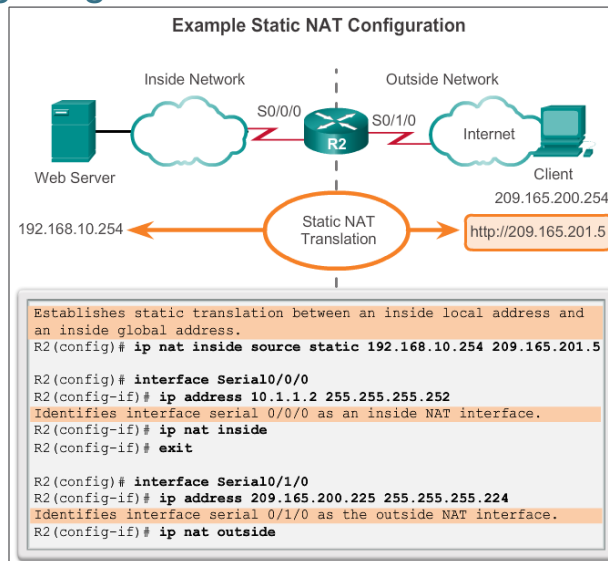 Example Static NAT Configuration
Inside Network
Outside Network
S0/0/0
S0/1/0
R2
Internet
Web Server
Client
209.165.200.254
192.168.10.254
Static NAT
Translation
http://209.165.201.5
Establishes static translation between an inside local address and
an inside global address.
R2(config)# ip nat inside source static 192.168.10.254 209.165.201.5
R2(config)# interface Serial0/0/0
R2(config-if)# ip address 10.1.1.2 255.255.255.252
Identifies interface serial 0/0/0 as an inside NAT interface.
R2(config-if)# ip nat inside
R2(config-if)# exit
R2(config)# interface Serial0/1/0
R2(config-if)# ip address 209.165.200.225 255.255.255.224
Identifies interface serial 0/1/0 as the outside NAT interface.
R2(config-if)# ip nat outside